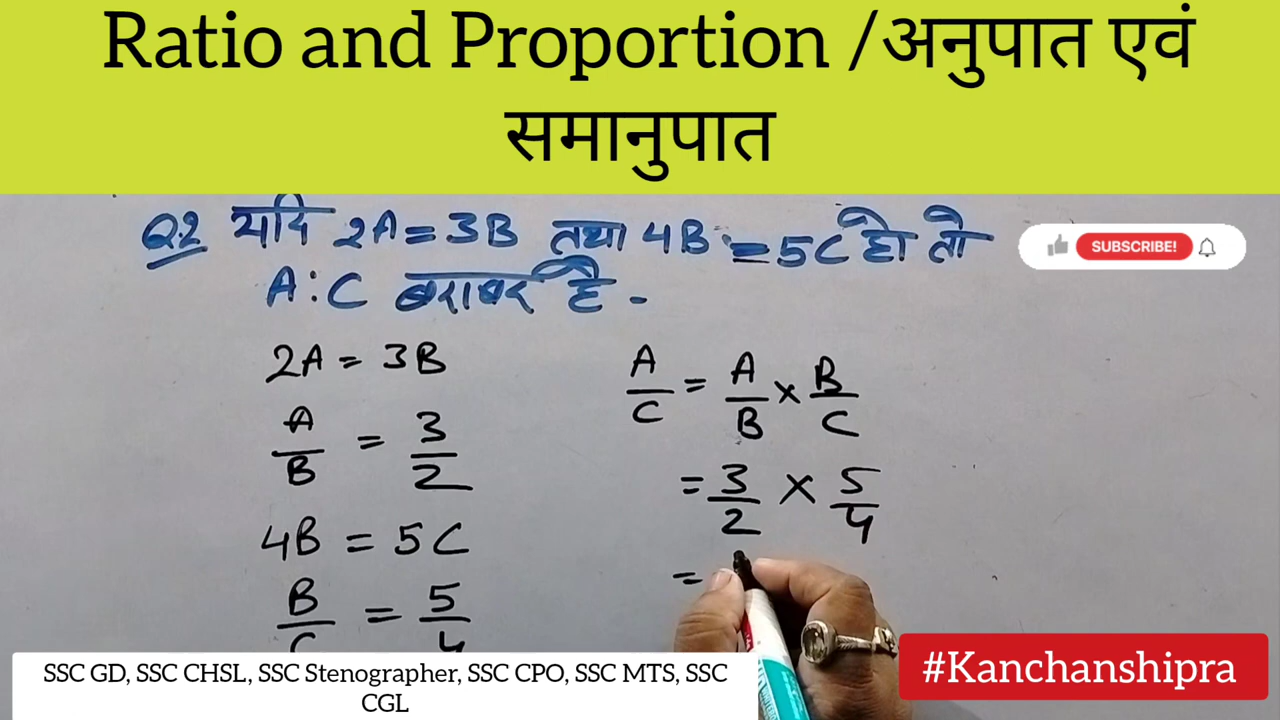 Ratio and Proportion /अनुपात एवं
समानुपात
Q.2 यदि 2A = 3B तथा 4B = 5C हो तो
A : C बराबर है -
SUBSCRIBE!
2A = 3B
A/B = 3/2
4B = 5C
B/C = 5/4
A/C = A/B × B/C
= 3/2 × 5/4
=
SSC GD, SSC CHSL, SSC Stenographer, SSC CPO, SSC MTS, SSC
CGL
#Kanchanshipra